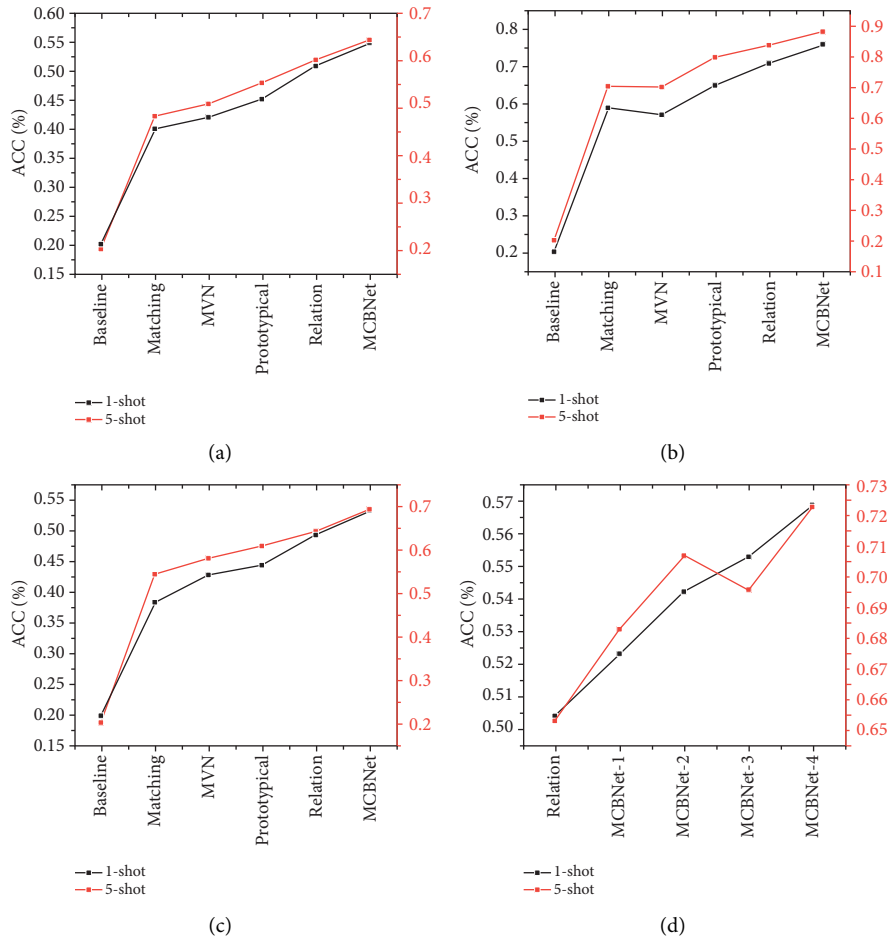 0.60
0.55
0.50
0.45
0.40
0.35
0.30
0.25
0.20
0.15
ACC (%)
0.7
0.6
0.5
0.4
0.3
0.2
Baseline
Matching
MVN
Prototypical
Relation
MCBNet
1-shot
5-shot
(a)
0.8
0.7
0.6
0.5
0.4
0.3
0.2
ACC (%)
0.9
0.8
0.7
0.6
0.5
0.4
0.3
0.2
0.1
Baseline
Matching
MVN
Prototypical
Relation
MCBNet
1-shot
5-shot
(b)
0.55
0.50
0.45
0.40
0.35
0.30
0.25
0.20
0.15
ACC (%)
0.7
0.6
0.5
0.4
0.3
0.2
Baseline
Matching
MVN
Prototypical
Relation
MCBNet
1-shot
5-shot
(c)
0.57
0.56
0.55
0.54
0.53
0.52
0.51
0.50
ACC (%)
0.73
0.72
0.71
0.70
0.69
0.68
0.67
0.66
0.65
Relation
MCBNet-1
MCBNet-2
MCBNet-3
MCBNet-4
1-shot
5-shot
(d)